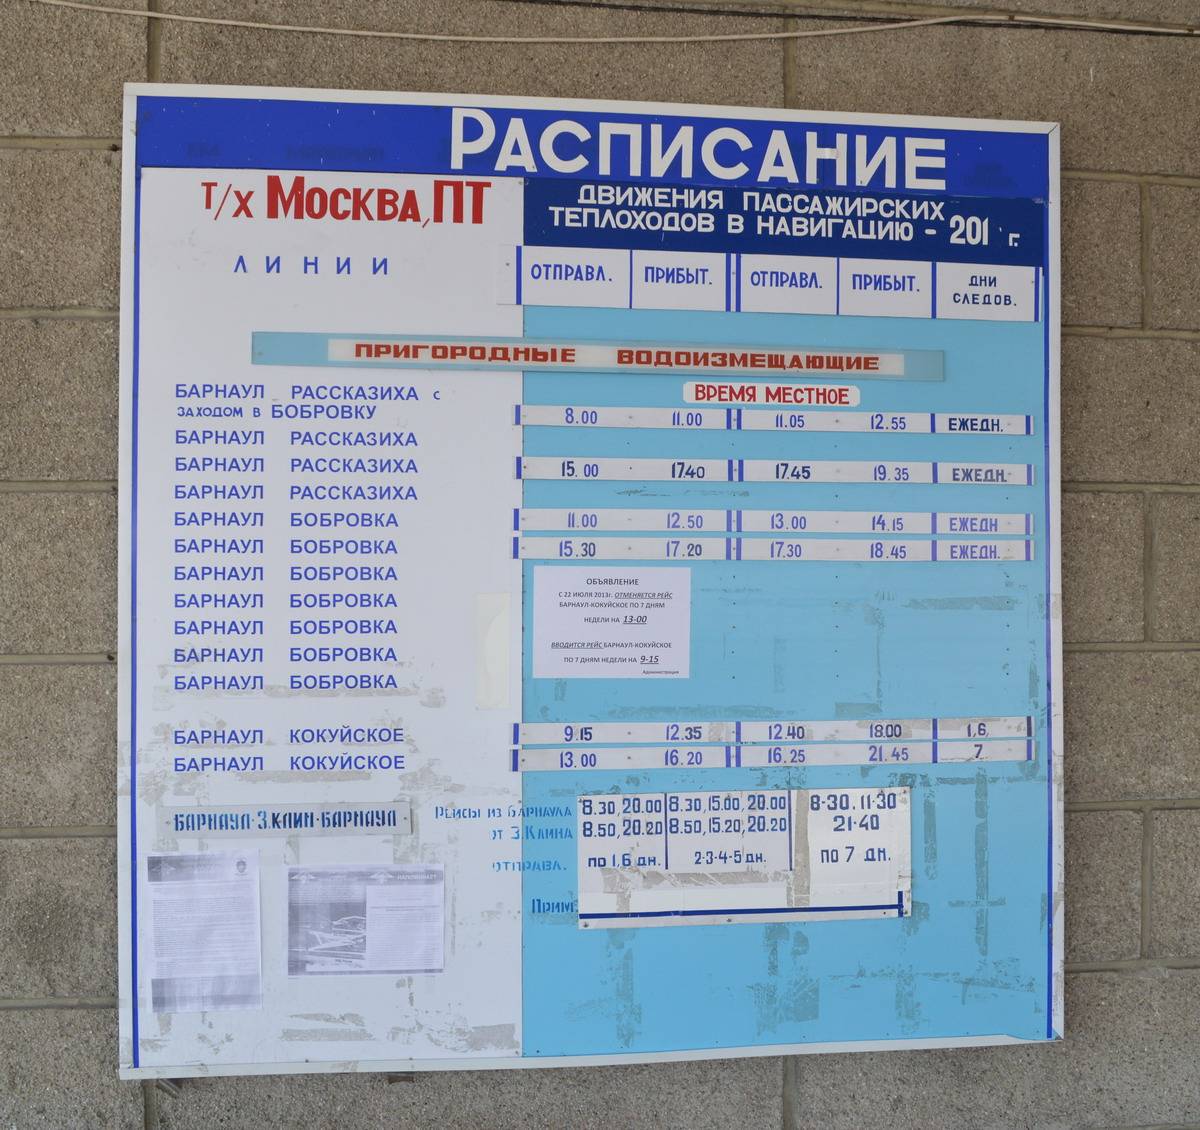 РАСПИСАНИЕ
Т/Х МОСКВА, ПТ
ДВИЖЕНИЯ ПАССАЖИРСКИХ
ТЕПЛОХОДОВ В НАВИГАЦИЮ - 201 г.
ЛИНИИ
ОТПРАВЛ. ПРИБЫТ. ОТПРАВЛ. ПРИБЫТ. ДНИ СЛЕДОВ.
ПРИГОРОДНЫЕ ВОДОИЗМЕЩАЮЩИЕ
ВРЕМЯ МЕСТНОЕ
БАРНАУЛ РАССКАЗИХА С
ЗАХОДОМ В БОБРОВКУ 8.00 11.00 11.05 12.55 ЕЖЕДН.
БАРНАУЛ РАССКАЗИХА
БАРНАУЛ РАССКАЗИХА 15.00 17.40 17.45 19.35 ЕЖЕДН.
БАРНАУЛ РАССКАЗИХА
БАРНАУЛ БОБРОВКА 11.00 12.50 13.00 14.15 ЕЖЕДН
БАРНАУЛ БОБРОВКА 15.30 17.20 17.30 18.45 ЕЖЕДН.
БАРНАУЛ БОБРОВКА
БАРНАУЛ БОБРОВКА
БАРНАУЛ БОБРОВКА
БАРНАУЛ БОБРОВКА
БАРНАУЛ БОБРОВКА
ОБЪЯВЛЕНИЕ
С 22 ИЮЛЯ 2013г. ОТМЕНЯЕТСЯ РЕЙС
БАРНАУЛ-КОКУЙСКОЕ ПО 7 ДНЯМ
НЕДЕЛИ НА 13-00
ВВОДИТСЯ РЕЙС БАРНАУЛ-КОКУЙСКОЕ
ПО 7 ДНЯМ НЕДЕЛИ НА 9-15
Администрация
БАРНАУЛ КОКУЙСКОЕ 9.15 12.35 12.40 18.00 1,6,
БАРНАУЛ КОКУЙСКОЕ 13.00 16.20 16.25 21.45 7
БАРНАУЛ-З.КЛИН-БАРНАУЛ
РЕЙСЫ ИЗ БАРНАУЛА 8.30, 20.00 8.30, 15.00, 20.00 8-30. 11-30
ОТ З.КЛИНА 8.50, 20.20 8.50, 15.20, 20.20 21-40
ОТПРАВЛ. ПО 1,6 ДН. 2-3-4-5 ДН. ПО 7 ДН.
ПРИМ: